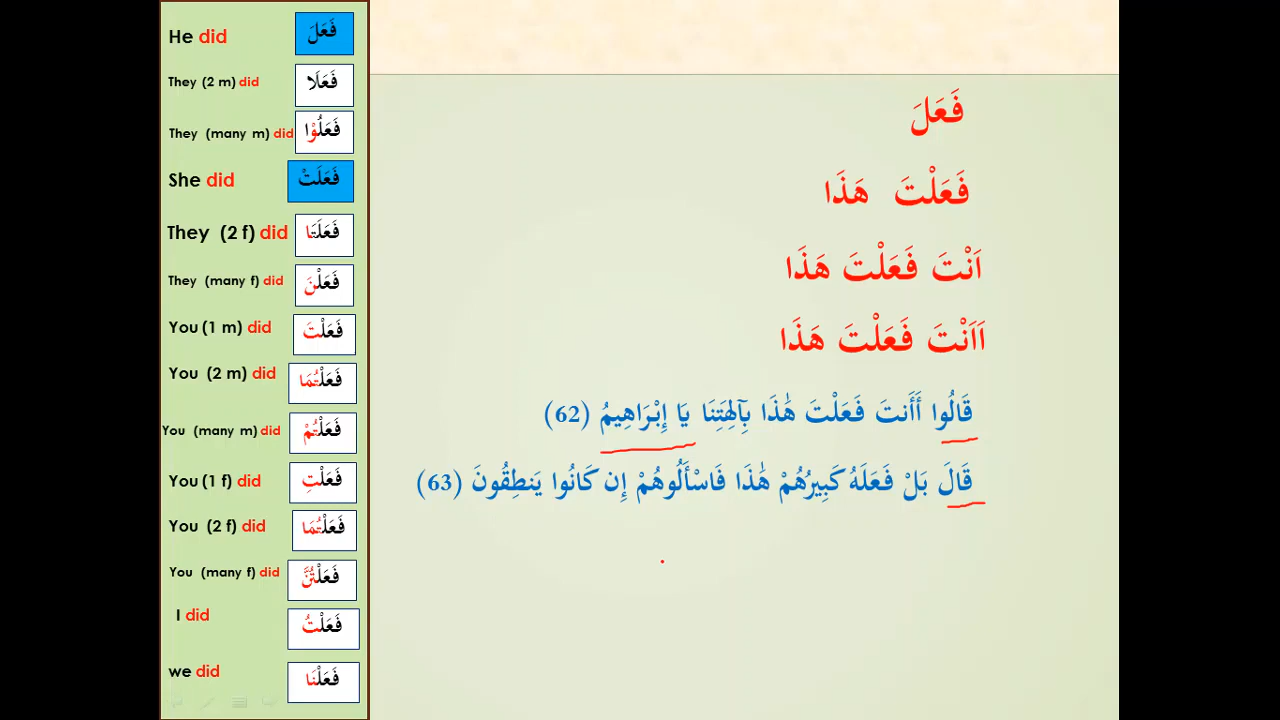 He did فَعَلَ
They (2 m) did فَعَلَا
They (many m) did فَعَلُوْا
She did فَعَلَتْ
They (2 f) did فَعَلَتَا
They (many f) did فَعَلْنَ
You (1 m) did فَعَلْتَ
You (2 m) did فَعَلْتُمَا
You (many m) did فَعَلْتُمْ
You (1 f) did فَعَلْتِ
You (2 f) did فَعَلْتُمَا
You (many f) did فَعَلْتُنَّ
I did فَعَلْتُ
we did فَعَلْنَا
فَعَلَ
فَعَلْتَ هَذَا
اَنْتَ فَعَلْتَ هَذَا
اَاَنْتَ فَعَلْتَ هَذَا
قَالُوا أَأَنتَ فَعَلْتَ هَٰذَا بِآلِهَتِنَا يَا إِبْرَاهِيمُ (62)
قَالَ بَلْ فَعَلَهُ كَبِيرُهُمْ هَٰذَا فَاسْأَلُوهُمْ إِن كَانُوا يَنطِقُونَ (63)